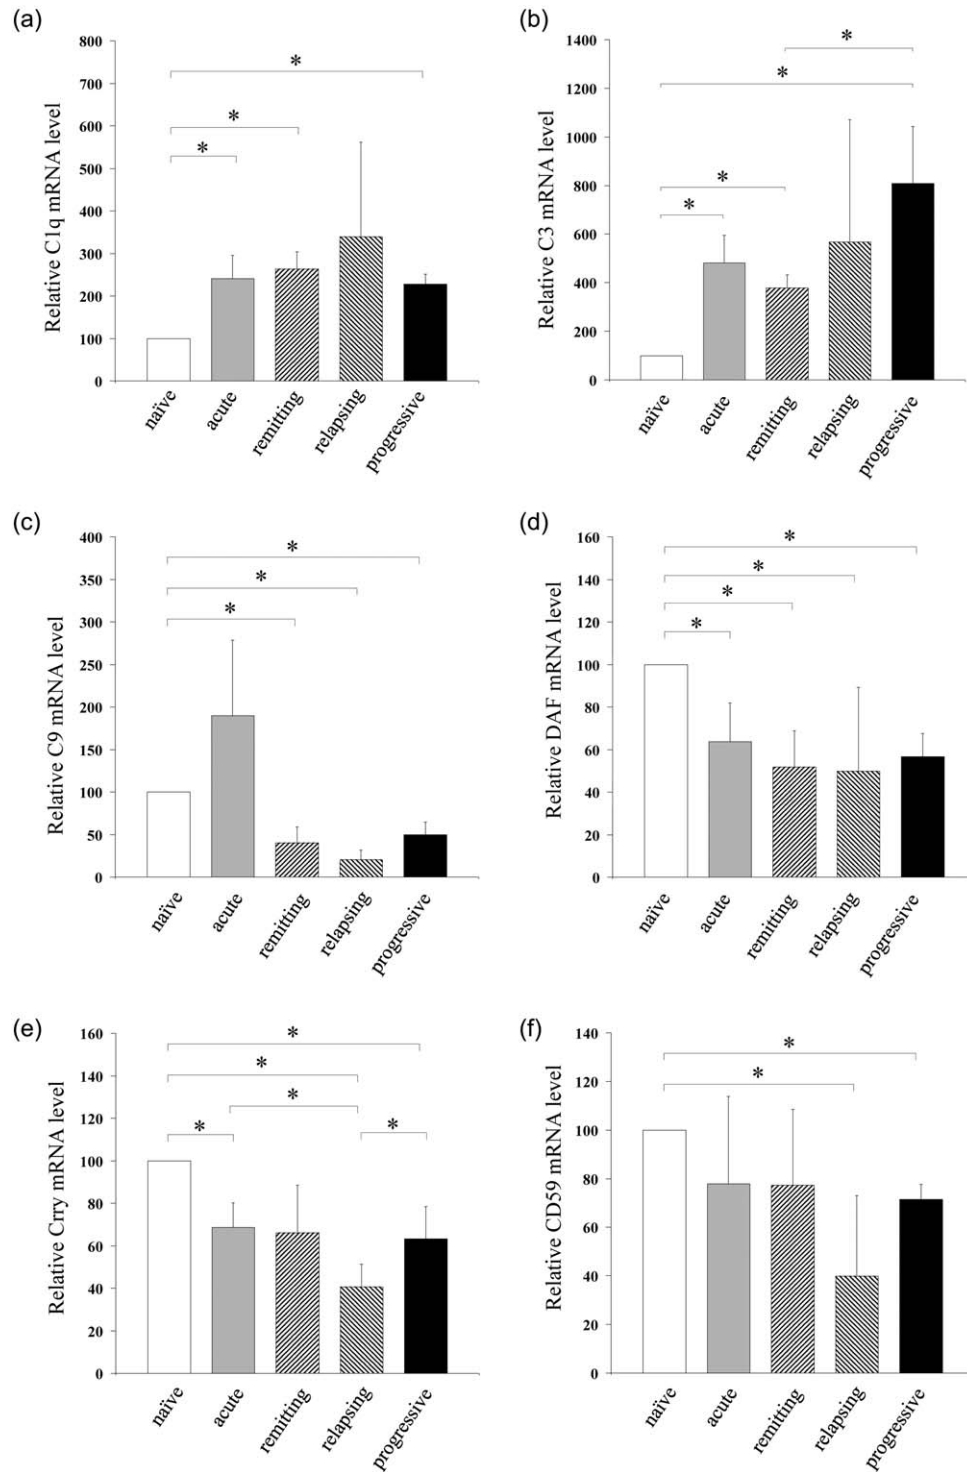 (a)
Relative C1q mRNA level
800
700
600
500
400
300
200
100
0
*
*
*
naïve
acute
remitting
relapsing
progressive
(b)
Relative C3 mRNA level
1400
1200
1000
800
600
400
200
0
*
*
*
*
naïve
acute
remitting
relapsing
progressive
(c)
Relative C9 mRNA level
400
350
300
250
200
150
100
50
0
*
*
*
naïve
acute
remitting
relapsing
progressive
(d)
Relative DAF mRNA level
160
140
120
100
80
60
40
20
0
*
*
*
*
naïve
acute
remitting
relapsing
progressive
(e)
Relative Crry mRNA level
160
140
120
100
80
60
40
20
0
*
*
*
*
*
naïve
acute
remitting
relapsing
progressive
(f)
Relative CD59 mRNA level
140
120
100
80
60
40
20
0
*
*
naïve
acute
remitting
relapsing
progressive